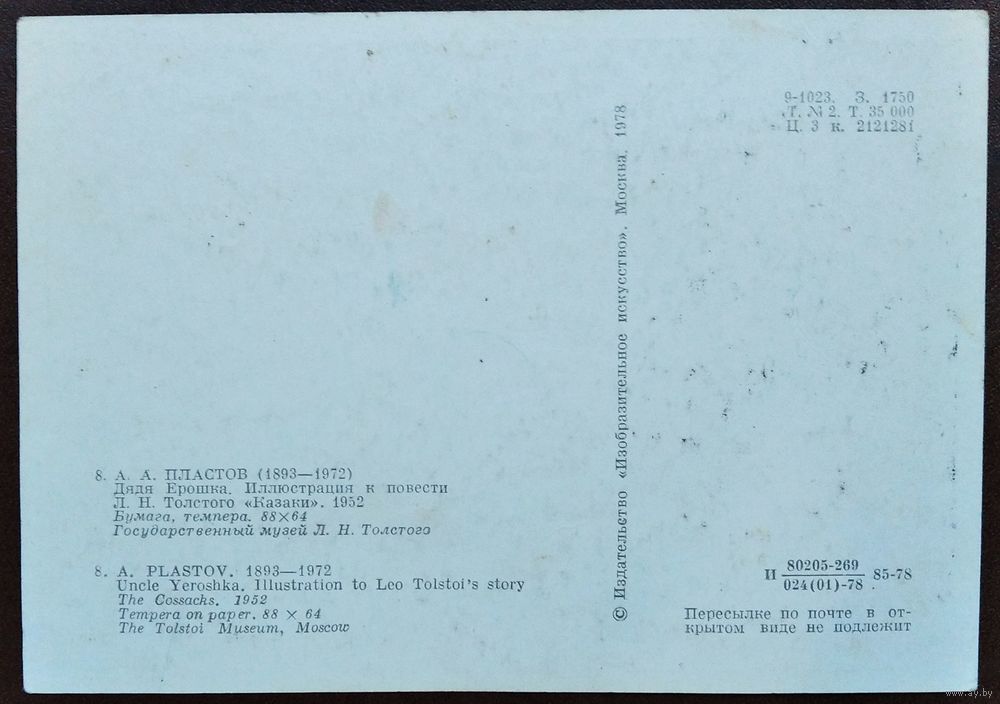 9-1023. З. 1750
Т. № 2. Т. 35 000
Ц. 3 к. 2121281
© Издательство «Изобразительное искусство». Москва. 1978
8. А. А. ПЛАСТОВ (1893—1972)
Дядя Ерошка. Иллюстрация к повести
Л. Н. Толстого «Казаки». 1952
Бумага, темпера. 88×64
Государственный музей Л. Н. Толстого
8. A. PLASTOV. 1893—1972
Uncle Yeroshka. Illustration to Leo Tolstoi's story
The Cossacks. 1952
Tempera on paper. 88 × 64
The Tolstoi Museum, Moscow
80205-269
И 85-78
024(01)-78
Пересылке по почте в от-
крытом виде не подлежит
www.ay.by